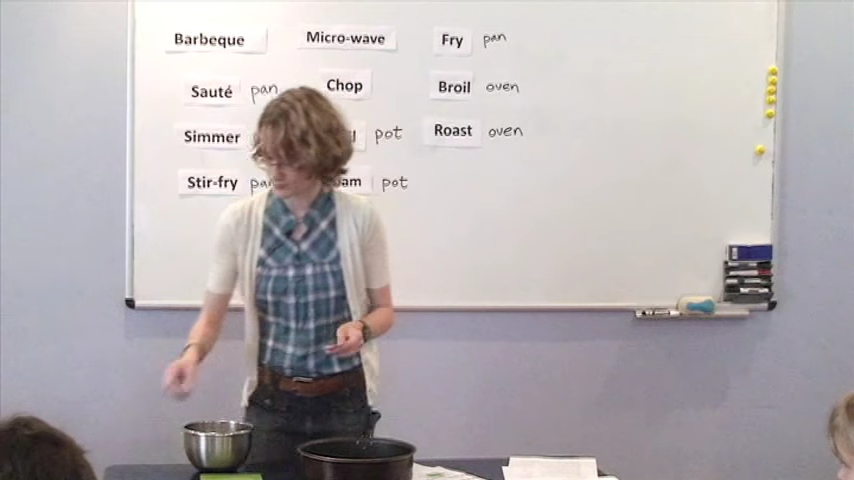 Barbeque Micro-wave Fry pan
Sauté pan Chop Broil oven
Simmer pot Roast oven
Stir-fry pot